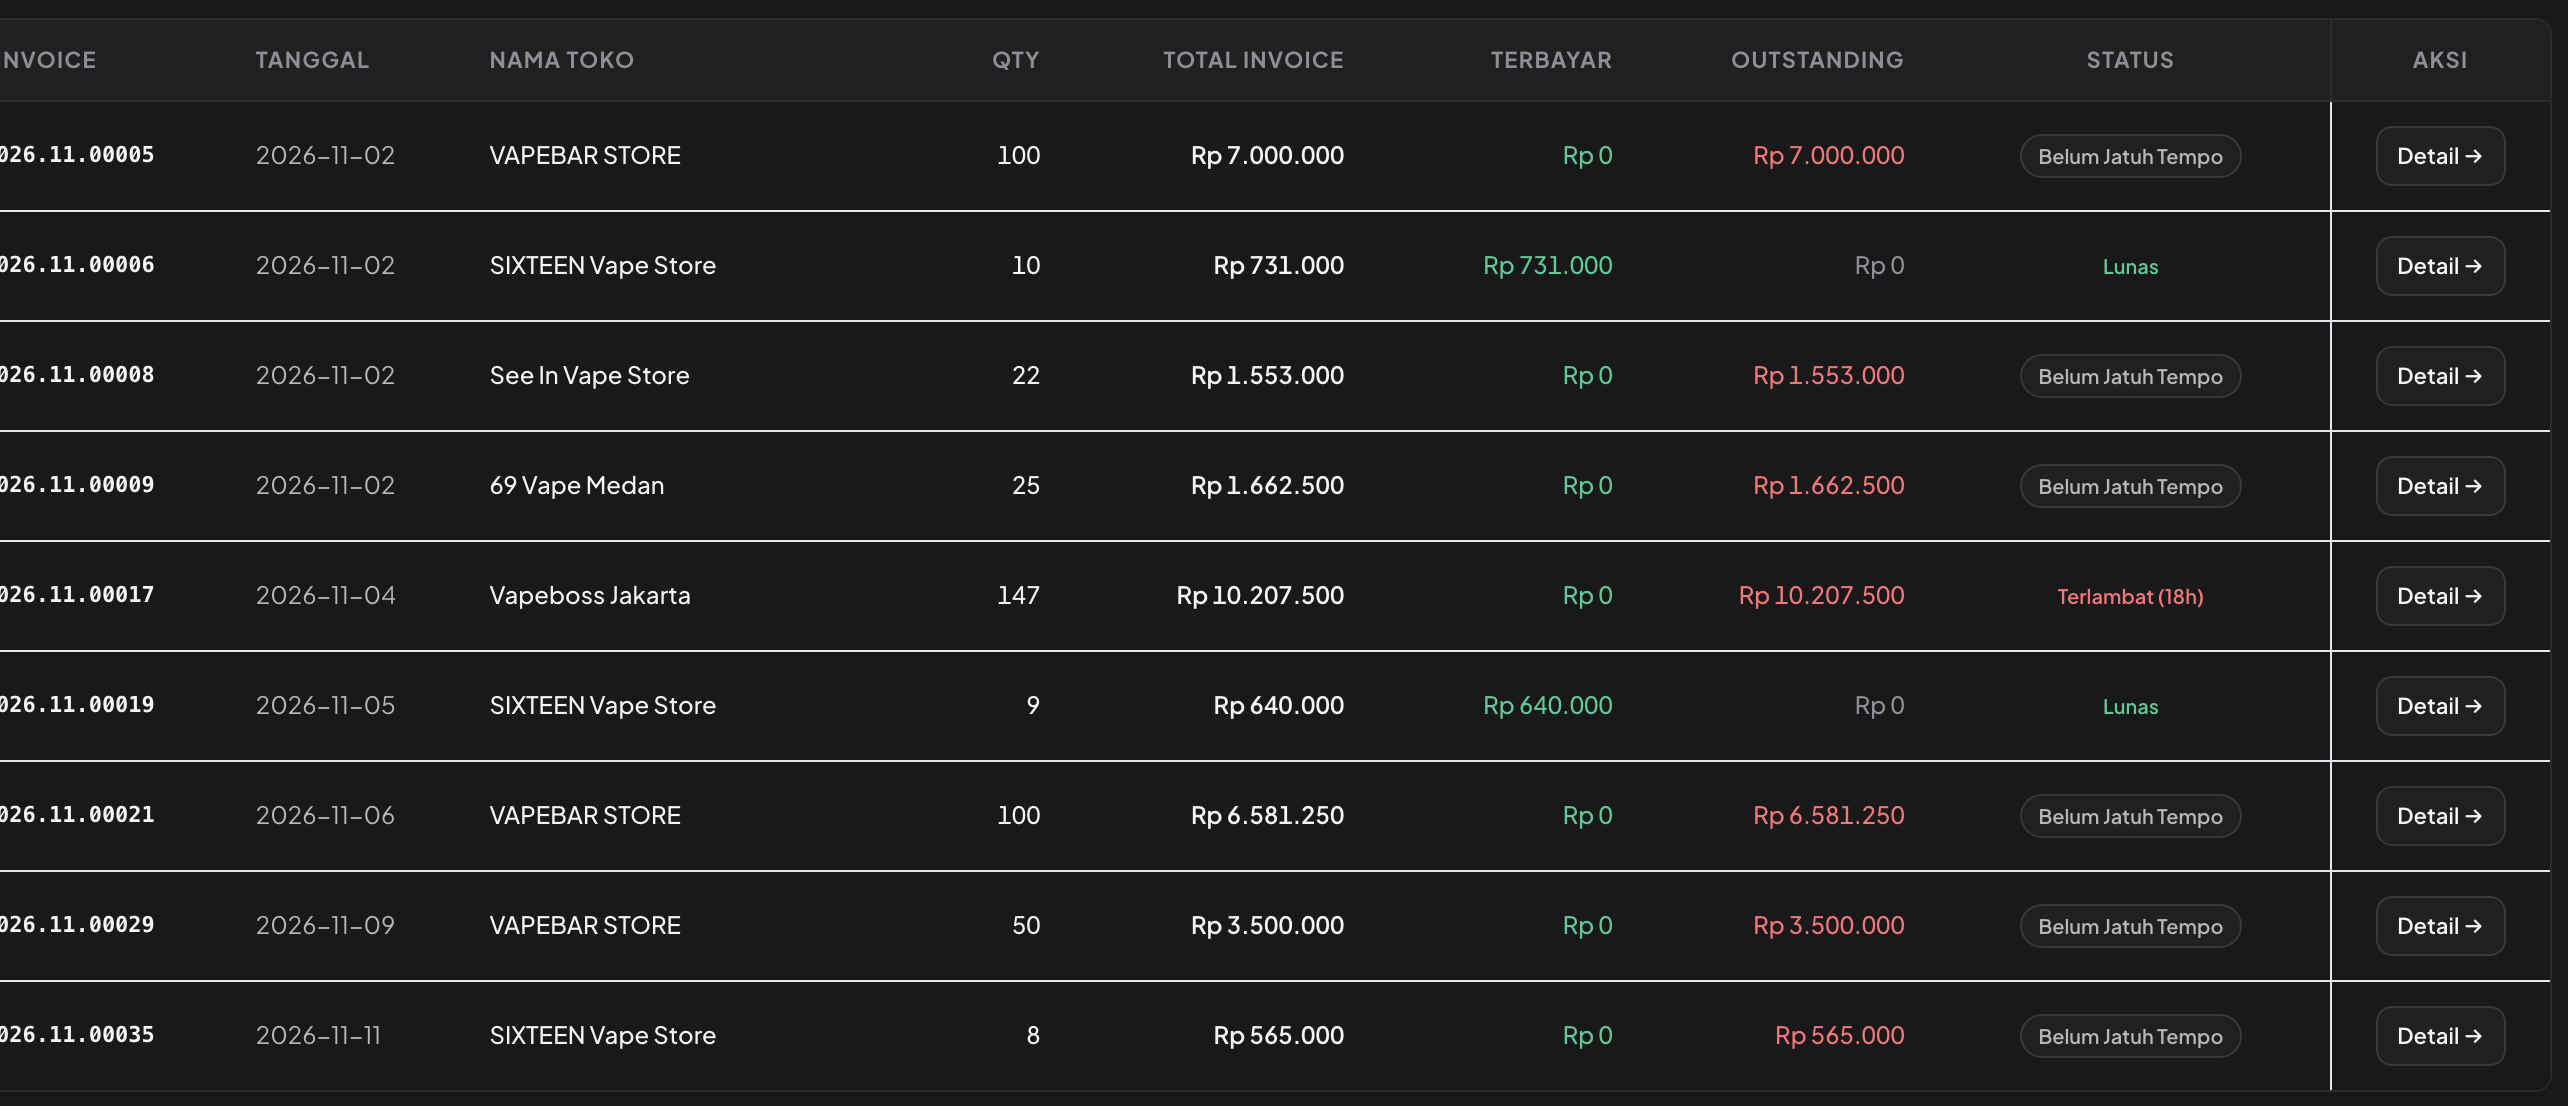 NVOICE TANGGAL NAMA TOKO QTY TOTAL INVOICE TERBAYAR OUTSTANDING STATUS AKSI
026.11.00005 2026-11-02 VAPEBAR STORE 100 Rp 7.000.000 Rp 0 Rp 7.000.000 Belum Jatuh Tempo Detail →
026.11.00006 2026-11-02 SIXTEEN Vape Store 10 Rp 731.000 Rp 731.000 Rp 0 Lunas Detail →
026.11.00008 2026-11-02 See In Vape Store 22 Rp 1.553.000 Rp 0 Rp 1.553.000 Belum Jatuh Tempo Detail →
026.11.00009 2026-11-02 69 Vape Medan 25 Rp 1.662.500 Rp 0 Rp 1.662.500 Belum Jatuh Tempo Detail →
026.11.00017 2026-11-04 Vapeboss Jakarta 147 Rp 10.207.500 Rp 0 Rp 10.207.500 Terlambat (18h) Detail →
026.11.00019 2026-11-05 SIXTEEN Vape Store 9 Rp 640.000 Rp 640.000 Rp 0 Lunas Detail →
026.11.00021 2026-11-06 VAPEBAR STORE 100 Rp 6.581.250 Rp 0 Rp 6.581.250 Belum Jatuh Tempo Detail →
026.11.00029 2026-11-09 VAPEBAR STORE 50 Rp 3.500.000 Rp 0 Rp 3.500.000 Belum Jatuh Tempo Detail →
026.11.00035 2026-11-11 SIXTEEN Vape Store 8 Rp 565.000 Rp 0 Rp 565.000 Belum Jatuh Tempo Detail →